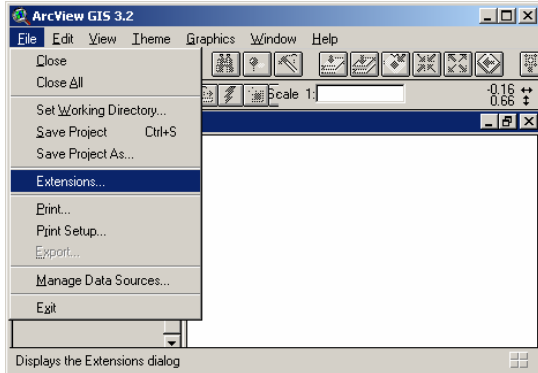 ArcView GIS 3.2
File Edit View Theme Graphics Window Help
Close
Close All
Scale 1:
-0.16
0.66
Set Working Directory...
Save Project Ctrl+S
Save Project As...
Extensions...
Print...
Print Setup...
Export...
Manage Data Sources...
Exit
Displays the Extensions dialog